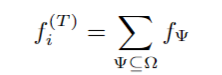 f_i^{(T)} = \sum_{\Psi \subseteq \Omega} f_\Psi